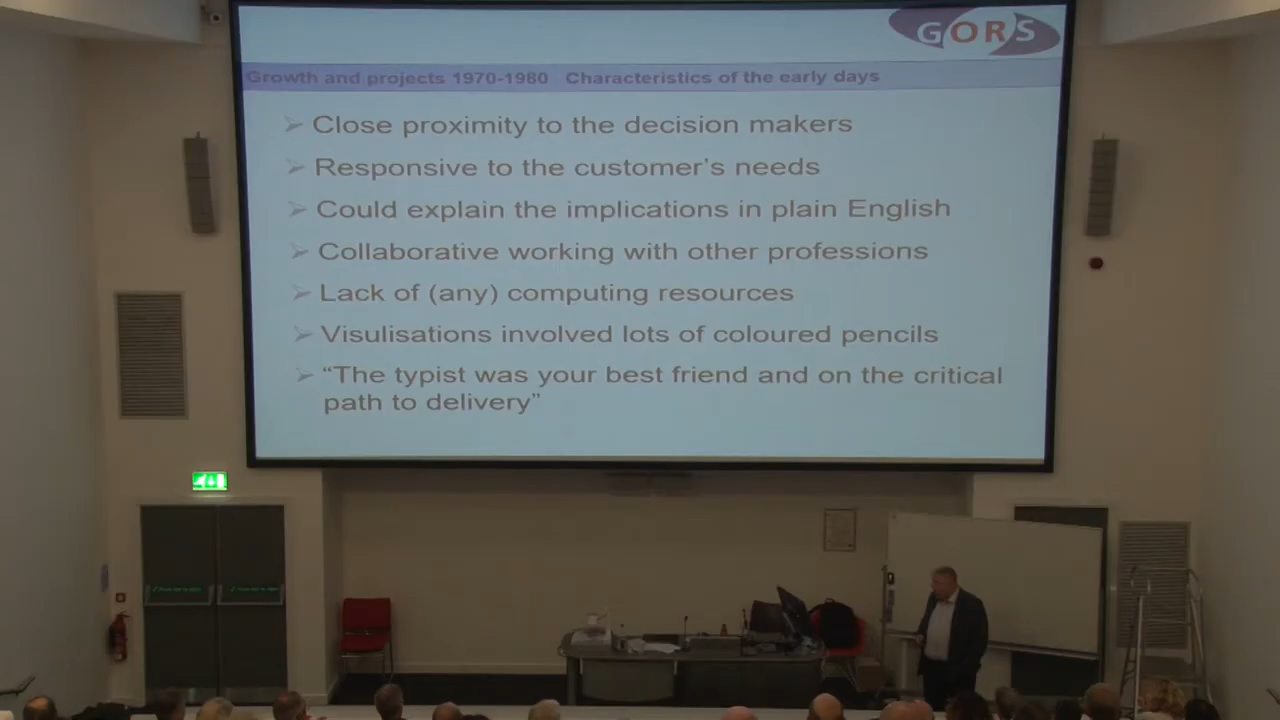 GORS
Growth and projects 1970-1980 Characteristics of the early days
Close proximity to the decision makers
Responsive to the customer's needs
Could explain the implications in plain English
Collaborative working with other professions
Lack of (any) computing resources
Visulisations involved lots of coloured pencils
“The typist was your best friend and on the critical
path to delivery”